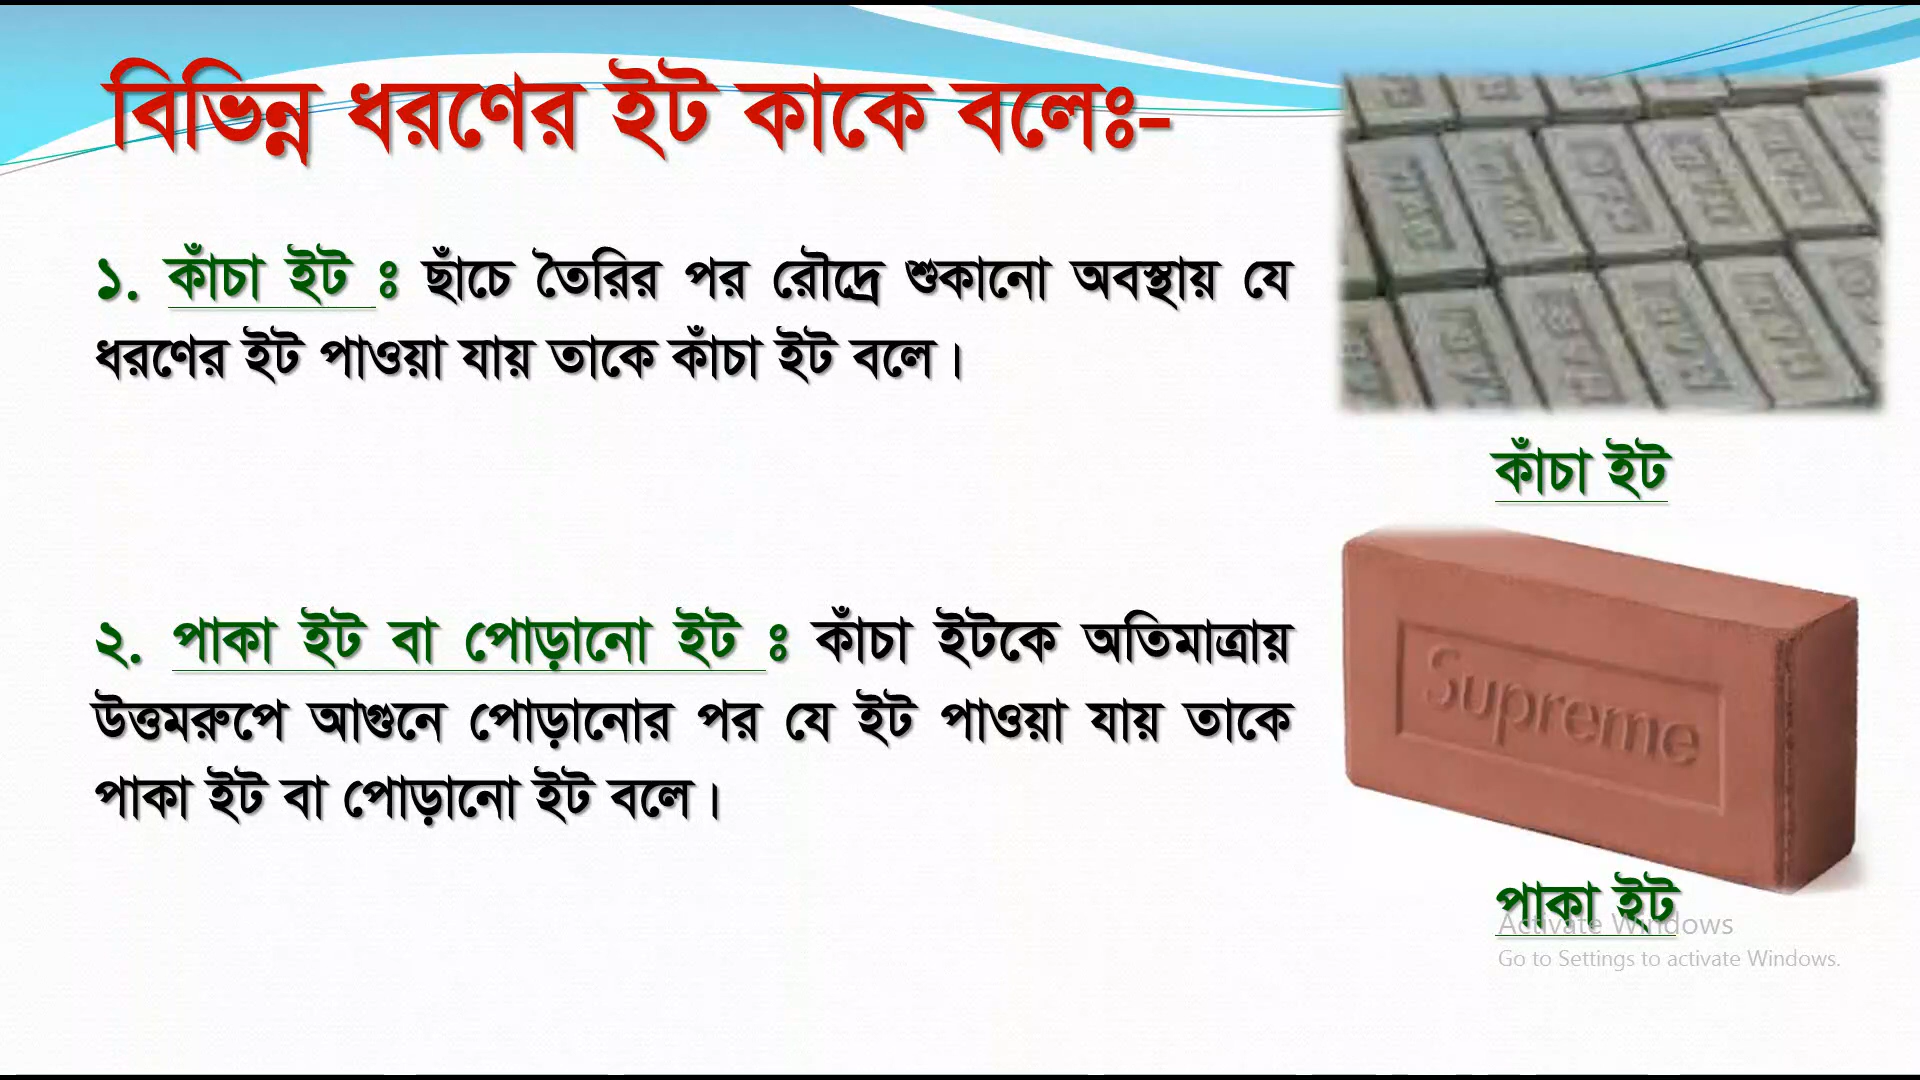 বিভিন্ন ধরণের ইট কাকে বলেঃ-
১. কাঁচা ইট ঃ ছাঁচে তৈরির পর রৌদ্রে শুকানো অবস্থায় যে
ধরণের ইট পাওয়া যায় তাকে কাঁচা ইট বলে।
কাঁচা ইট
২. পাকা ইট বা পোড়ানো ইট ঃ কাঁচা ইটকে অতিমাত্রায়
উত্তমরুপে আগুনে পোড়ানোর পর যে ইট পাওয়া যায় তাকে
পাকা ইট বা পোড়ানো ইট বলে।
Supreme
পাকা ইট
Activate Windows
Go to Settings to activate Windows.